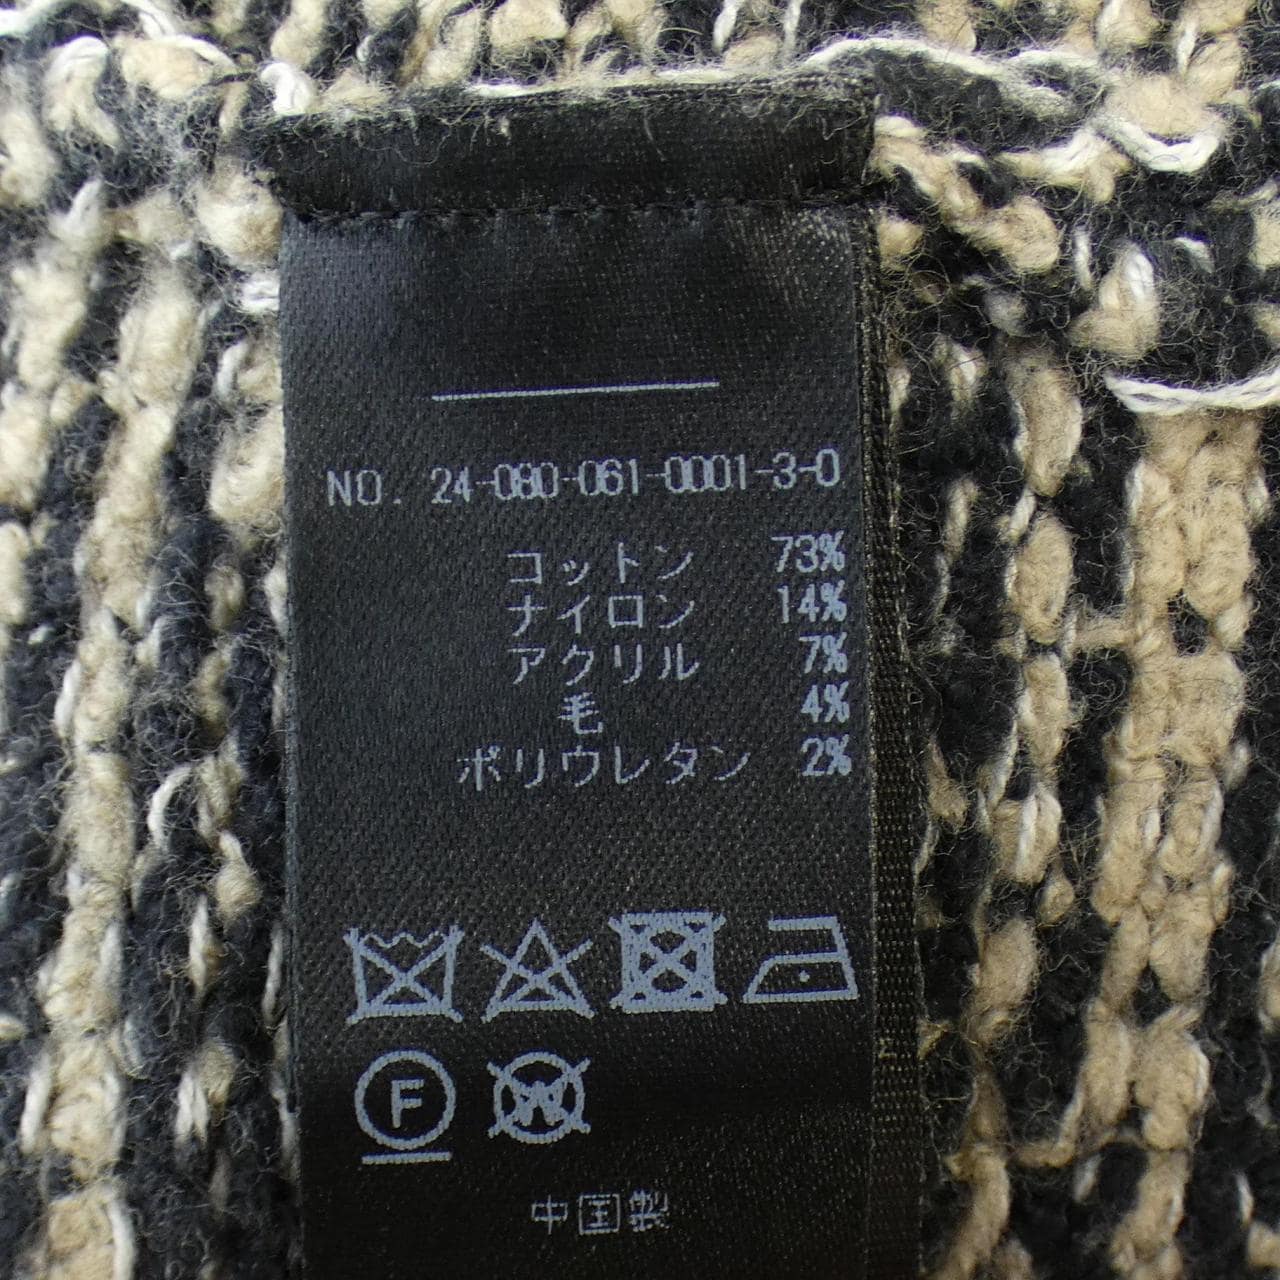 NO. 24-080-061-0001-3-0
コットン 73%
ナイロン 14%
アクリル 7%
毛 4%
ポリウレタン 2%
F W
中国製